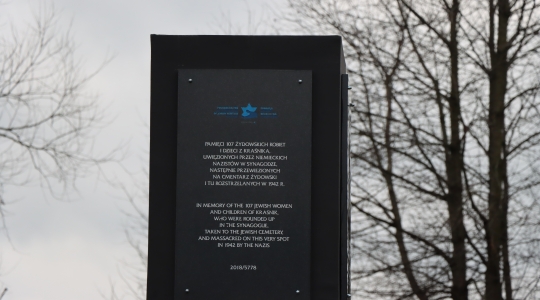 PAMIĘCI 107 ŻYDOWSKICH KOBIET
I DZIECI Z KRAŚNIKA,
UWIĘZIONYCH PRZEZ NIEMIECKICH
NAZISTÓW W SYNAGODZE,
NASTĘPNIE PRZEWIEZIONYCH
NA CMENTARZ ŻYDOWSKI
I TU ROZSTRZELANYCH W 1942 R.
IN MEMORY OF THE 107 JEWISH WOMEN
AND CHILDREN OF KRAŚNIK,
WHO WERE ROUNDED UP
IN THE SYNAGOGUE,
TAKEN TO THE JEWISH CEMETERY,
AND MASSACRED ON THIS VERY SPOT
IN 1942 BY THE NAZIS
2018/5778